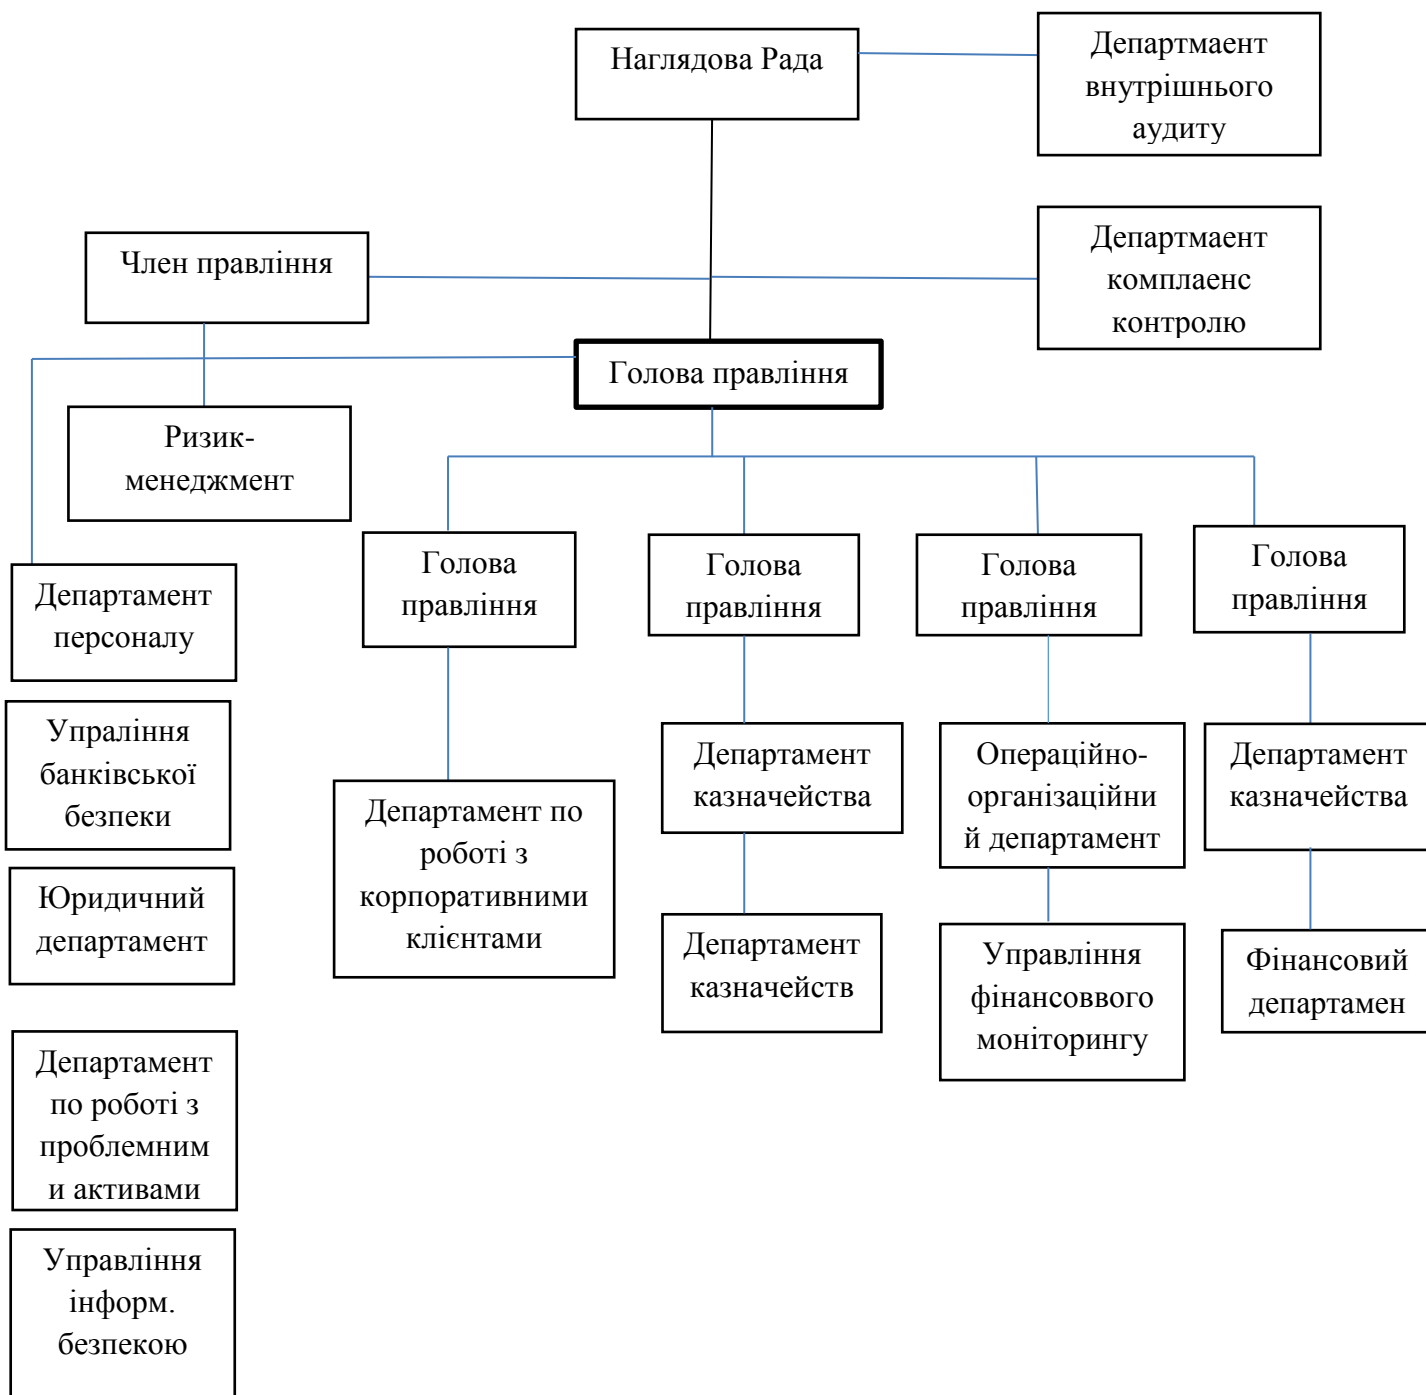 Наглядова Рада
Департмаент
внутрішнього
аудиту
Член правління
Департмаент
комплаенс
контролю
Голова правління
Ризик-
менеджмент
Голова
правління
Голова
правління
Голова
правління
Голова
правління
Департамент
персоналу
Упраління
банківської
безпеки
Департамент по
роботі з
корпоративними
клієнтами
Департамент
казначейства
Операційно-
організаційни
й департамент
Департамент
казначейства
Юридичний
департамент
Департамент
казначейств
Управління
фінансоввого
моніторингу
Фінансовий
департамен
Департамент
по роботі з
проблемним
и активами
Управління
інформ.
безпекою